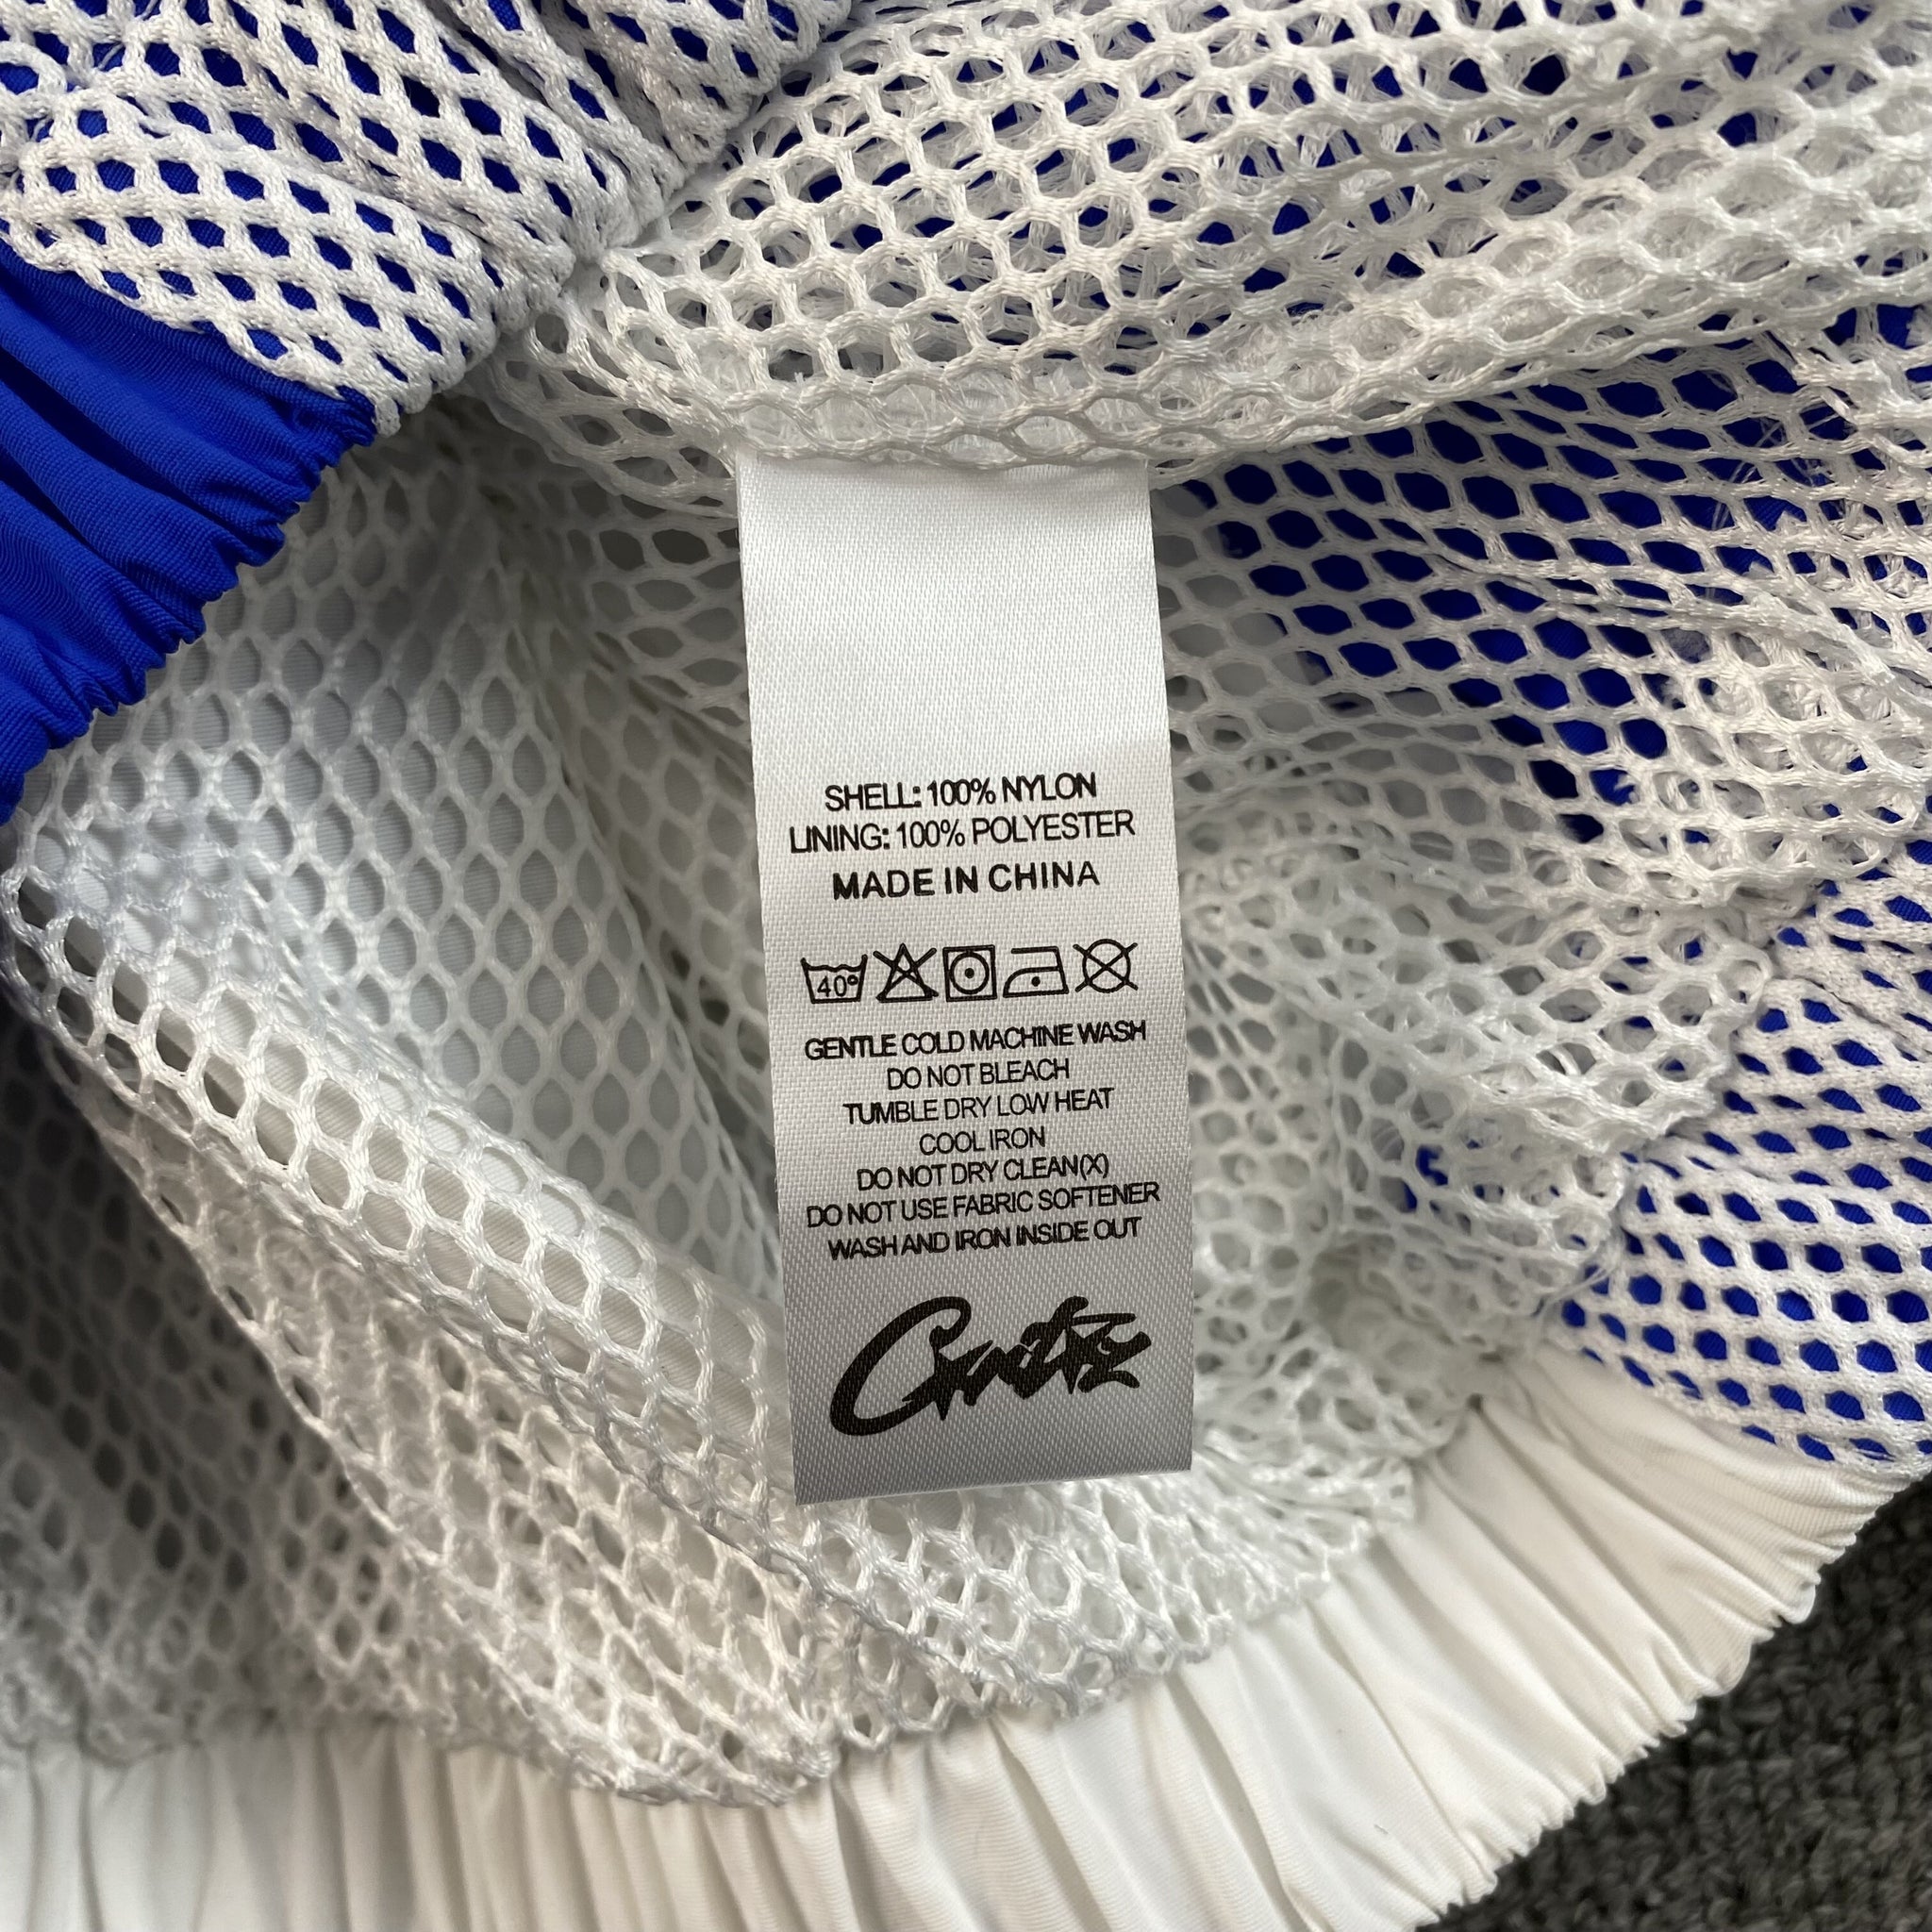 SHELL: 100% NYLON
LINING: 100% POLYESTER
MADE IN CHINA
40°
GENTLE COLD MACHINE WASH
DO NOT BLEACH
TUMBLE DRY LOW HEAT
COOL IRON
DO NOT DRY CLEAN(X)
DO NOT USE FABRIC SOFTENER
WASH AND IRON INSIDE OUT
Corteiz